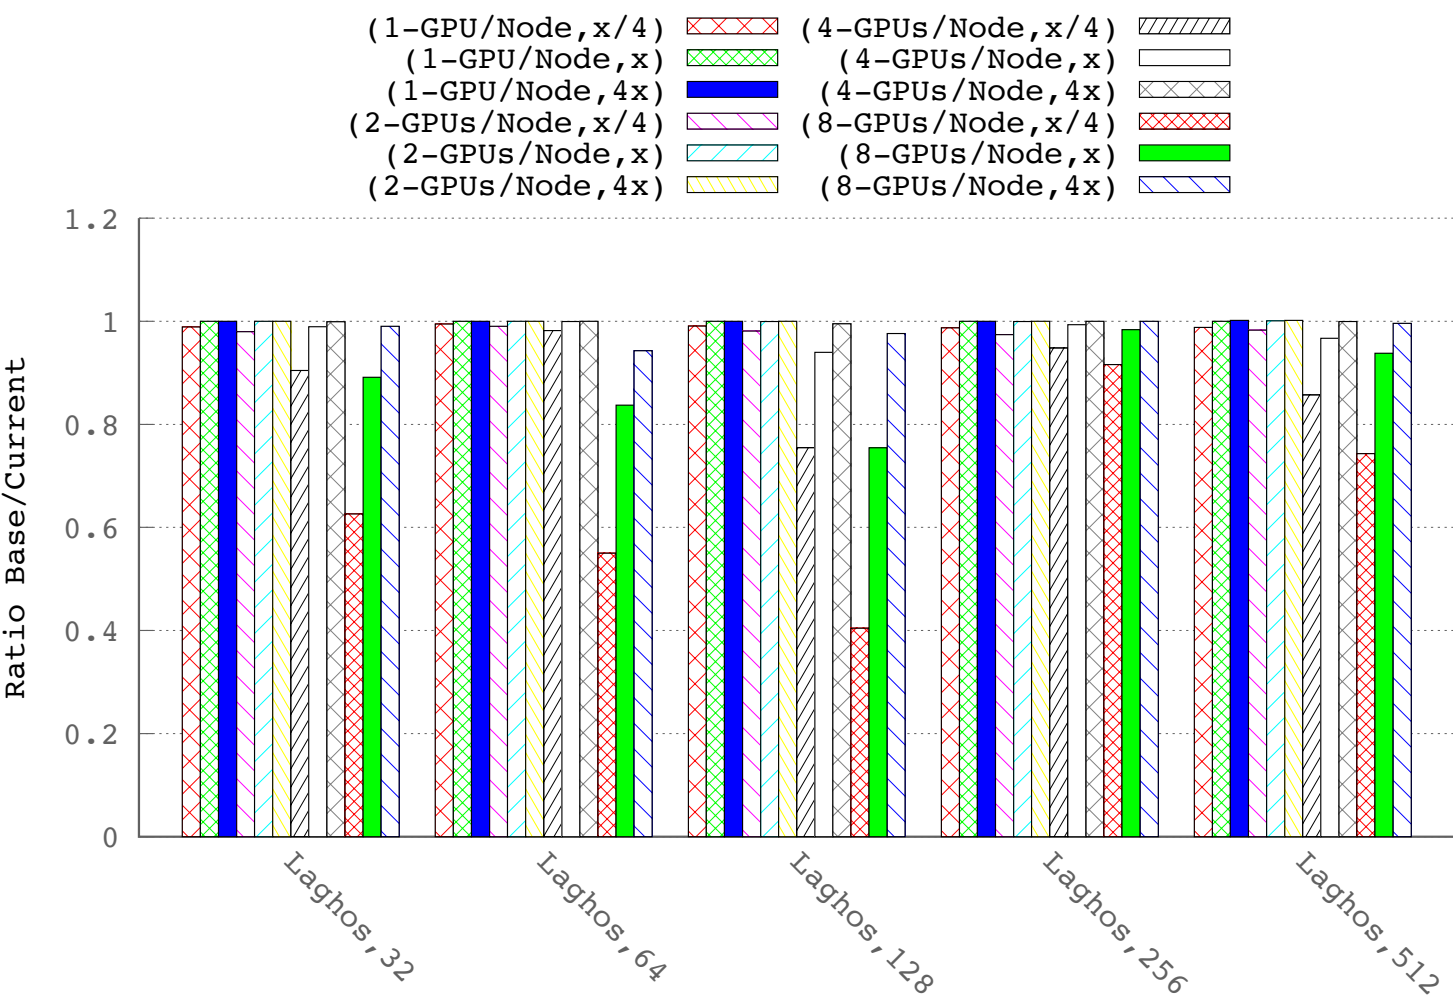 (1-GPU/Node,x/4)
(1-GPU/Node,x)
(1-GPU/Node,4x)
(2-GPUs/Node,x/4)
(2-GPUs/Node,x)
(2-GPUs/Node,4x)
(4-GPUs/Node,x/4)
(4-GPUs/Node,x)
(4-GPUs/Node,4x)
(8-GPUs/Node,x/4)
(8-GPUs/Node,x)
(8-GPUs/Node,4x)
Ratio Base/Current
1.2
1
0.8
0.6
0.4
0.2
0
Laghos,32
Laghos,64
Laghos,128
Laghos,256
Laghos,512